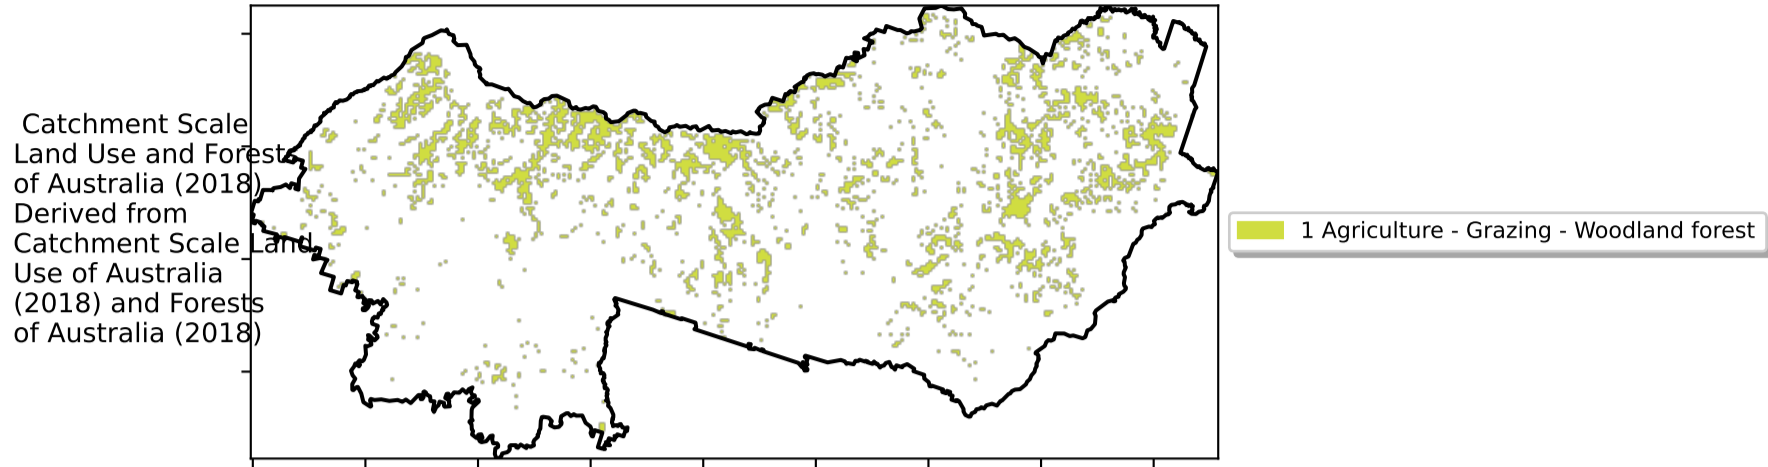 Catchment Scale
Land Use and Forests
of Australia (2018)
Derived from
Catchment Scale Land
Use of Australia
(2018) and Forests
of Australia (2018)
1 Agriculture - Grazing - Woodland forest